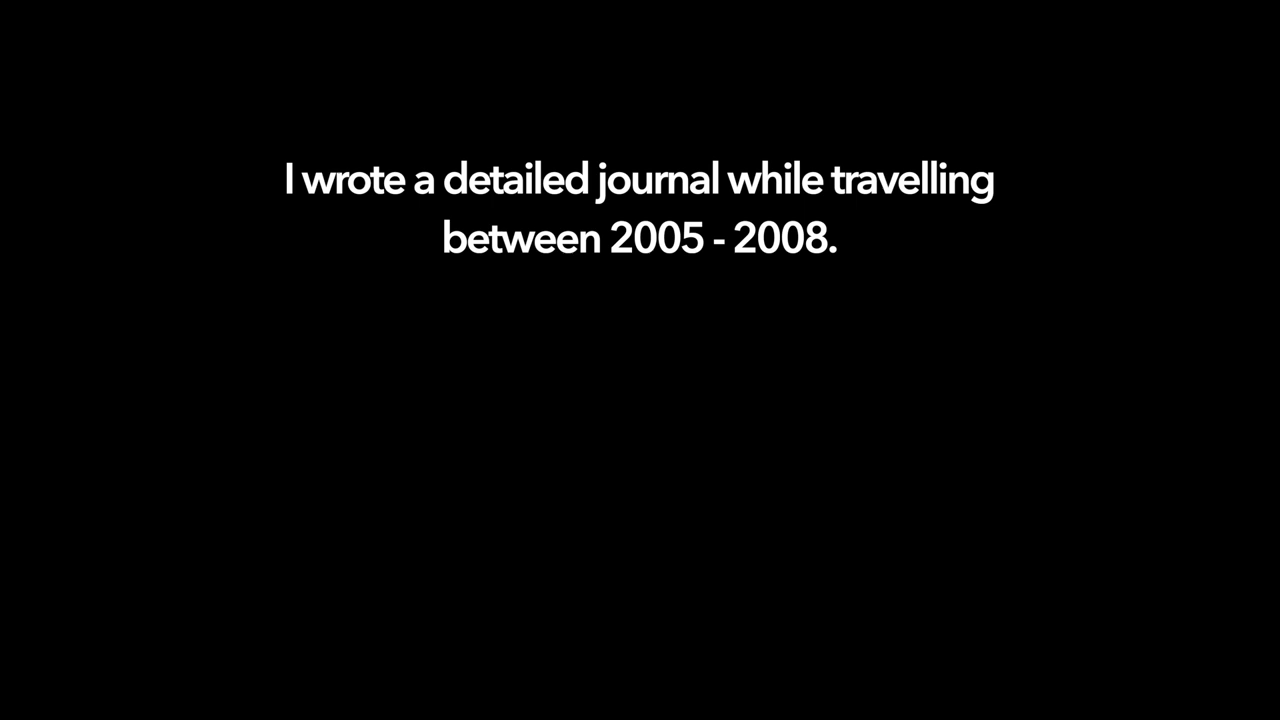 I wrote a detailed journal while travelling
between 2005 - 2008.